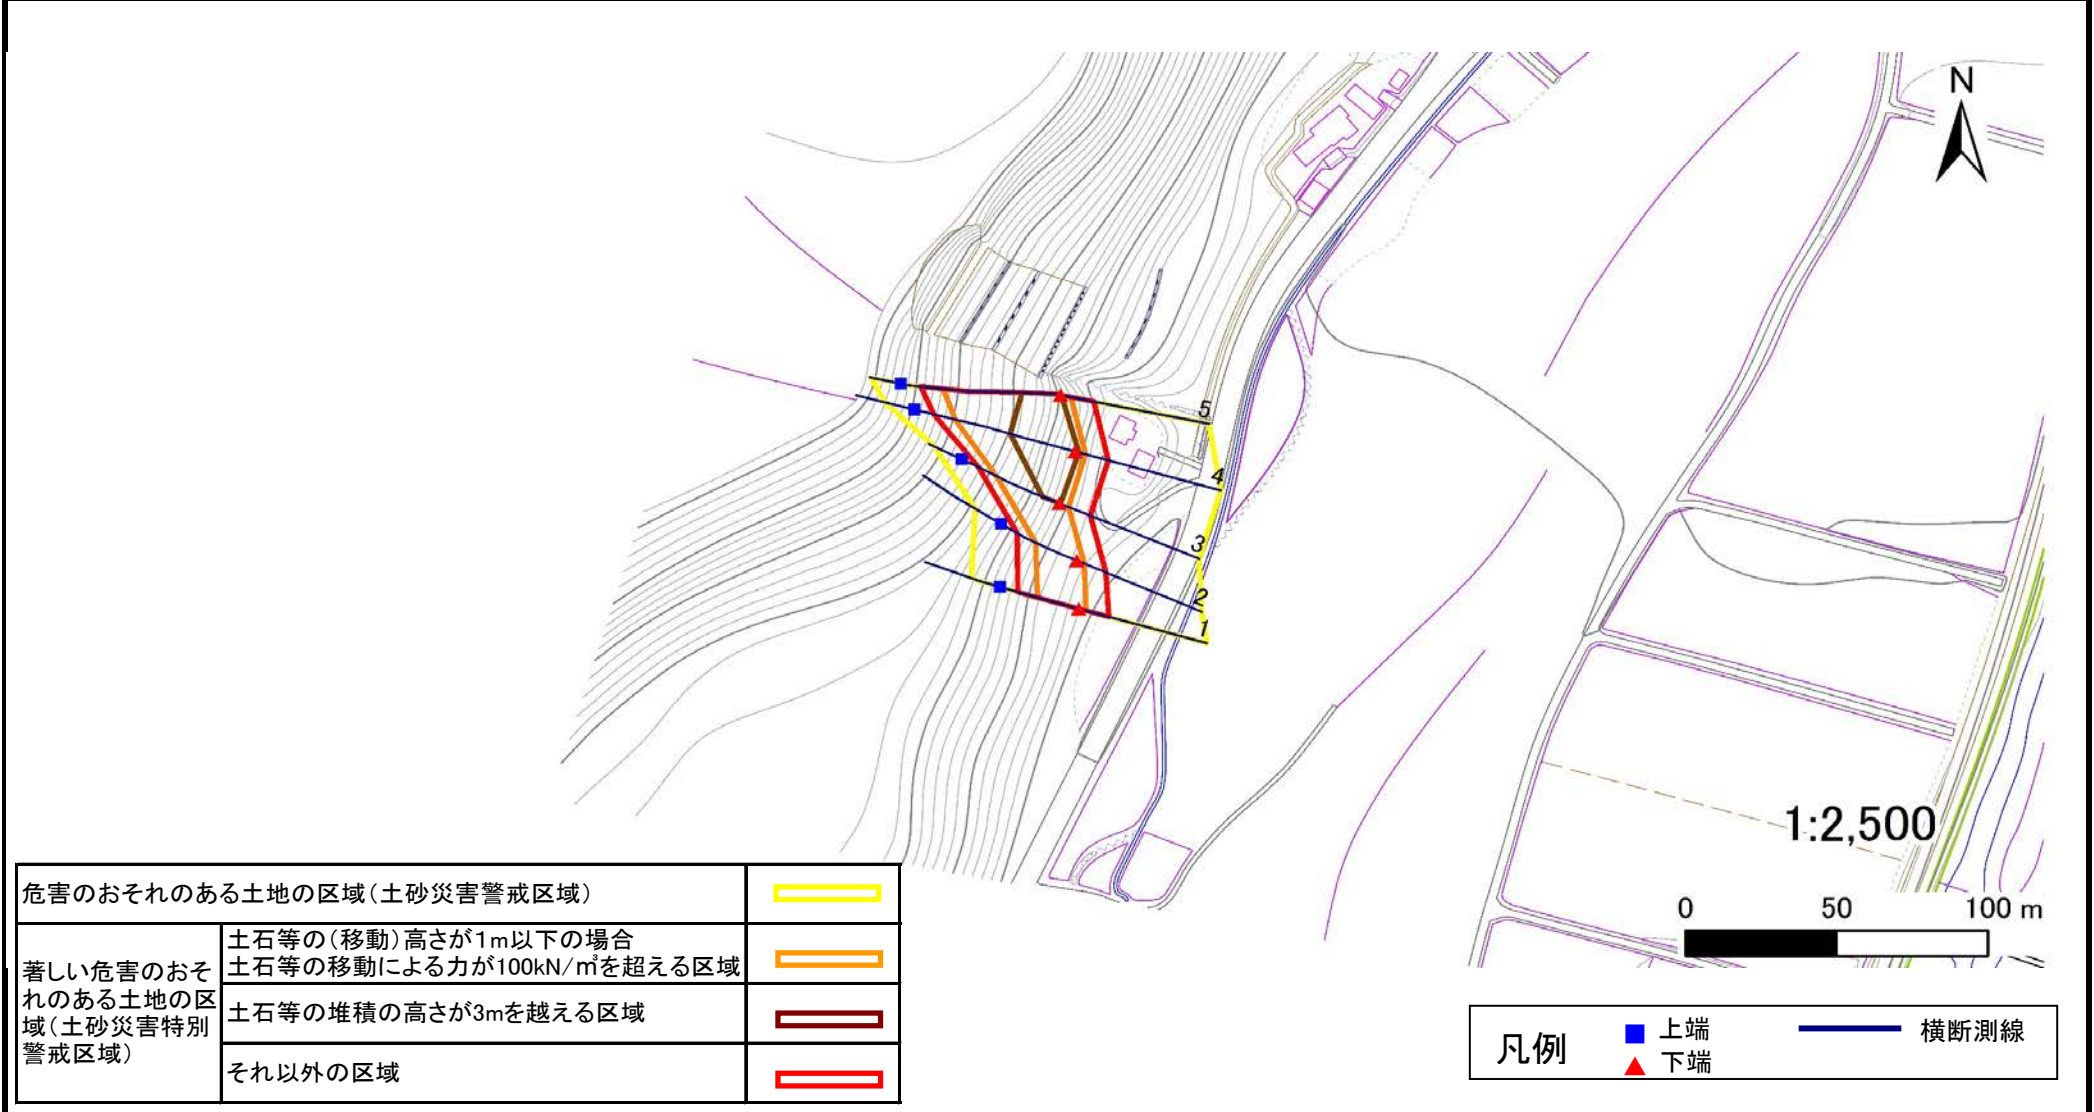 N
5
4
3
2
1
1:2,500
0 50 100 m
危害のおそれのある土地の区域(土砂災害警戒区域)
著しい危害のおそ
れのある土地の区
域(土砂災害特別
警戒区域)
土石等の(移動)高さが1m以下の場合
土石等の移動による力が100kN/㎡を超える区域
土石等の堆積の高さが3mを越える区域
それ以外の区域
凡例
上端
下端
横断測線